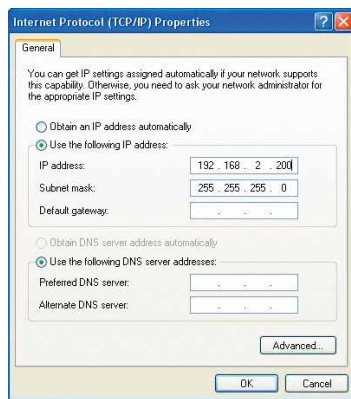 Internet Protocol (TCP/IP) Properties
General
You can get IP settings assigned automatically if your network supports
this capability. Otherwise, you need to ask your network administrator for
the appropriate IP settings.
Obtain an IP address automatically
Use the following IP address:
IP address: 192 . 168 . 2 . 200
Subnet mask: 255 . 255 . 255 . 0
Default gateway: . . .
Obtain DNS server address automatically
Use the following DNS server addresses:
Preferred DNS server: . . .
Alternate DNS server: . . .
Advanced...
OK Cancel